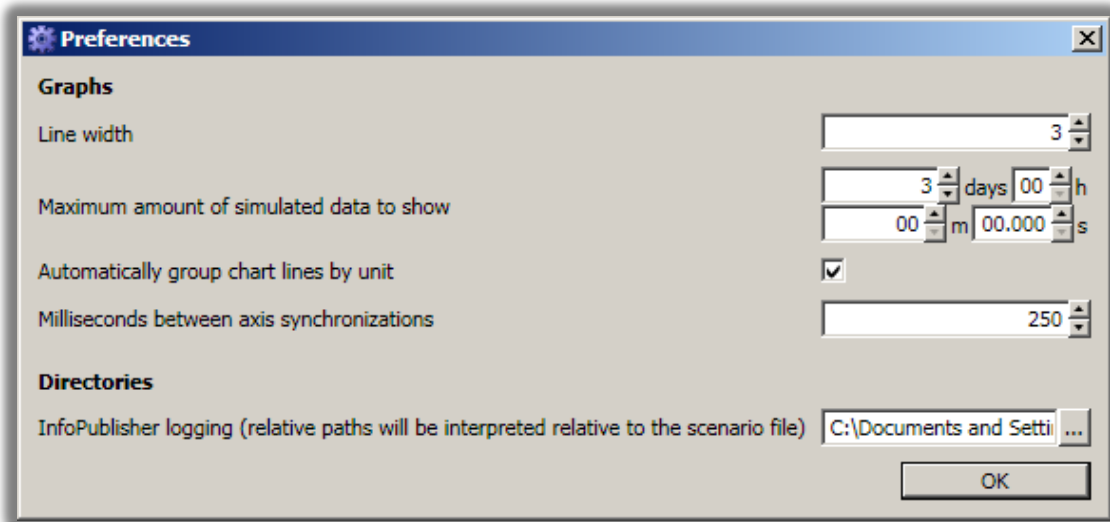 Preferences
Graphs
Line width 3
Maximum amount of simulated data to show 3 days 00 h
00 m 00.000 s
Automatically group chart lines by unit
Milliseconds between axis synchronizations 250
Directories
InfoPublisher logging (relative paths will be interpreted relative to the scenario file) C:\Documents and ...
OK